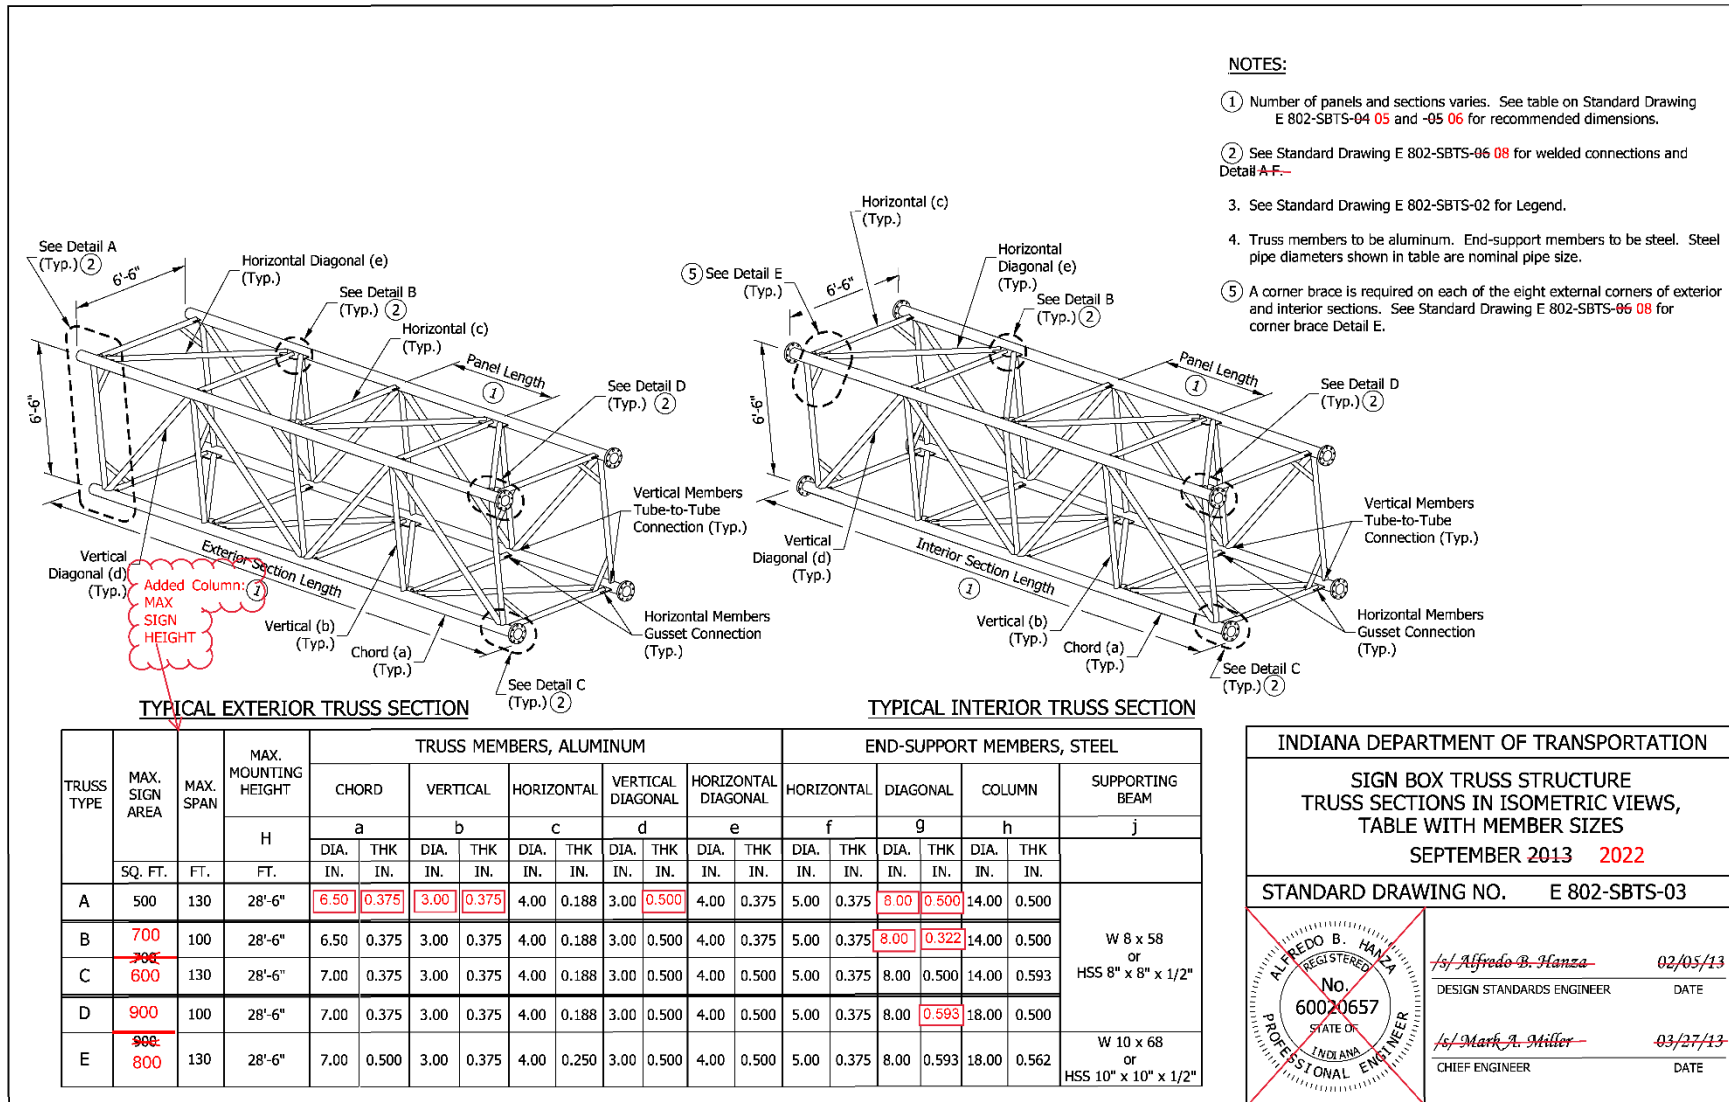 NOTES:
① Number of panels and sections varies. See table on Standard Drawing
E 802-SBTS-04 05 and -05 06 for recommended dimensions.
② See Standard Drawing E 802-SBTS-06 08 for welded connections and
Detail A-F.
3. See Standard Drawing E 802-SBTS-02 for Legend.
4. Truss members to be aluminum. End-support members to be steel. Steel
pipe diameters shown in table are nominal pipe size.
⑤ A corner brace is required on each of the eight external corners of exterior
and interior sections. See Standard Drawing E 802-SBTS-06 08 for
corner brace Detail E.
See Detail A
(Typ.) ②
6'-6"
Horizontal Diagonal (e)
(Typ.)
See Detail B
(Typ.) ②
Horizontal (c)
(Typ.)
Panel Length
①
6'-6"
See Detail D
(Typ.) ②
Vertical Members
Tube-to-Tube
Connection (Typ.)
Vertical
Diagonal (d)
(Typ.)
Exterior Section Length
①
Added Column:
MAX
SIGN
HEIGHT
Vertical (b)
(Typ.)
Chord (a)
(Typ.)
Horizontal Members
Gusset Connection
(Typ.)
See Detail C
(Typ.) ②
TYPICAL EXTERIOR TRUSS SECTION
Horizontal (c)
(Typ.)
⑤ See Detail E
(Typ.)
6'-6"
Horizontal
Diagonal (e)
(Typ.)
See Detail B
(Typ.) ②
Panel Length
①
6'-6"
See Detail D
(Typ.) ②
Vertical
Diagonal (d)
(Typ.)
Interior Section Length
①
Vertical Members
Tube-to-Tube
Connection (Typ.)
Vertical (b)
(Typ.)
Chord (a)
(Typ.)
Horizontal Members
Gusset Connection
(Typ.)
See Detail C
(Typ.) ②
TYPICAL INTERIOR TRUSS SECTION
TRUSS TYPE MAX. SIGN AREA MAX. SPAN MAX. MOUNTING HEIGHT TRUSS MEMBERS, ALUMINUM END-SUPPORT MEMBERS, STEEL
CHORD VERTICAL HORIZONTAL VERTICAL DIAGONAL HORIZONTAL DIAGONAL HORIZONTAL DIAGONAL COLUMN SUPPORTING BEAM
H a b c d e f g h j
DIA. THK DIA. THK DIA. THK DIA. THK DIA. THK DIA. THK DIA. THK DIA. THK
SQ. FT. FT. FT. IN. IN. IN. IN. IN. IN. IN. IN. IN. IN. IN. IN. IN. IN. IN. IN.
A 500 130 28'-6" 6.50 0.375 3.00 0.375 4.00 0.188 3.00 0.500 4.00 0.375 5.00 0.375 8.00 0.500 14.00 0.500
B 700 100 28'-6" 6.50 0.375 3.00 0.375 4.00 0.188 3.00 0.500 4.00 0.375 5.00 0.375 8.00 0.322 14.00 0.500
700
C 600 130 28'-6" 7.00 0.375 3.00 0.375 4.00 0.188 3.00 0.500 4.00 0.500 5.00 0.375 8.00 0.500 14.00 0.593
W 8 x 58
or
HSS 8" x 8" x 1/2"
D 900 100 28'-6" 7.00 0.375 3.00 0.375 4.00 0.188 3.00 0.500 4.00 0.500 5.00 0.375 8.00 0.593 18.00 0.500
900
E 800 130 28'-6" 7.00 0.500 3.00 0.375 4.00 0.250 3.00 0.500 4.00 0.500 5.00 0.375 8.00 0.593 18.00 0.562
W 10 x 68
or
HSS 10" x 10" x 1/2"
INDIANA DEPARTMENT OF TRANSPORTATION
SIGN BOX TRUSS STRUCTURE
TRUSS SECTIONS IN ISOMETRIC VIEWS,
TABLE WITH MEMBER SIZES
SEPTEMBER 2013 2022
STANDARD DRAWING NO. E 802-SBTS-03
ALFREDO B. HANZA
REGISTERED
No.
60020657
STATE OF
INDIANA
PROFESSIONAL ENGINEER
/s/ Alfredo B. Hanza 02/05/13
DESIGN STANDARDS ENGINEER DATE
/s/ Mark A. Miller 03/27/13
CHIEF ENGINEER DATE